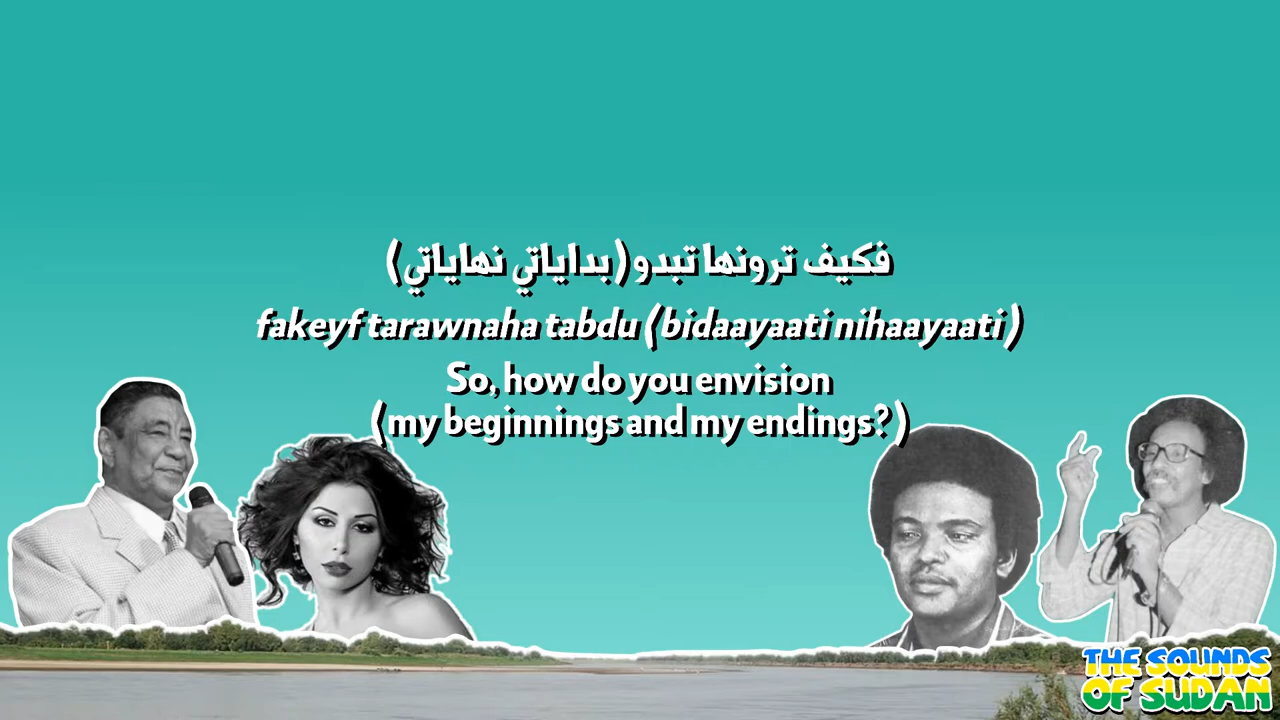 فكيف ترونها تبدو (بداياتي نهاياتي)
fakeyf tarawnaha tabdu (bidaayaati nihaayaati)
So, how do you envision
(my beginnings and my endings?)
THE SOUNDS
OF SUDAN